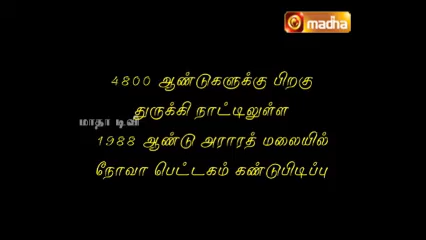 madha
4800 ஆண்டுகளுக்கு பிறகு
துருக்கி நாட்டிலுள்ள
மாதா டிவி
1988 ஆண்டு அராரத் மலையில்
நோவா பெட்டகம் கண்டுபிடிப்பு